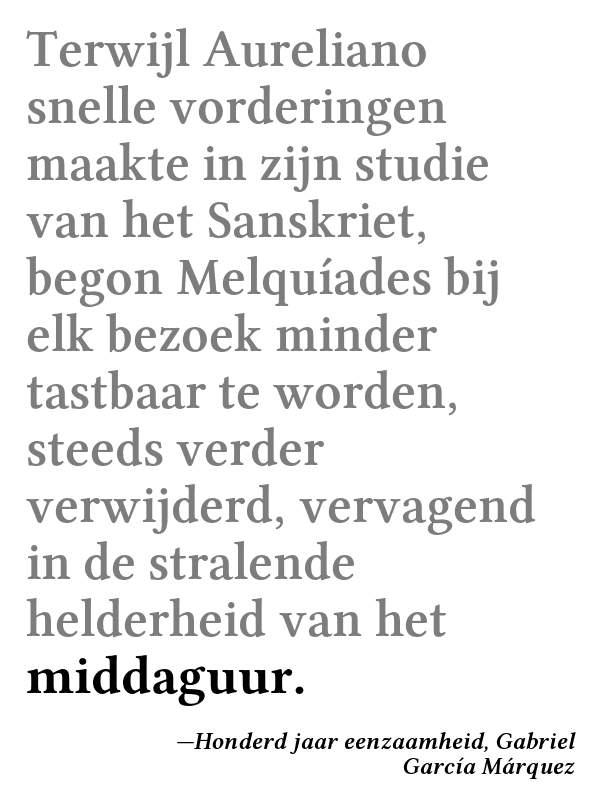 Terwijl Aureliano
snelle vorderingen
maakte in zijn studie
van het Sanskriet,
begon Melquíades bij
elk bezoek minder
tastbaar te worden,
steeds verder
verwijderd, vervagend
in de stralende
helderheid van het
middaguur.
—Honderd jaar eenzaamheid, Gabriel
García Márquez